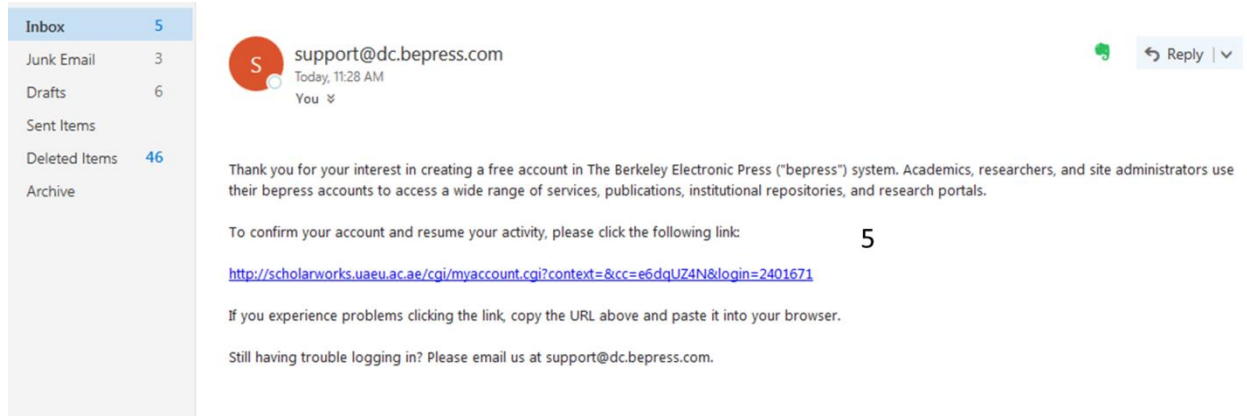 Inbox 5
Junk Email 3
Drafts 6
Sent Items
Deleted Items 46
Archive
S
support@dc.bepress.com
Today, 11:28 AM
You
Reply
Thank you for your interest in creating a free account in The Berkeley Electronic Press ("bepress") system. Academics, researchers, and site administrators use
their bepress accounts to access a wide range of services, publications, institutional repositories, and research portals.
To confirm your account and resume your activity, please click the following link:
5
http://scholarworks.uaeu.ac.ae/cgi/myaccount.cgi?context=&cc=e6dqUZ4N&login=2401671
If you experience problems clicking the link, copy the URL above and paste it into your browser.
Still having trouble logging in? Please email us at support@dc.bepress.com.